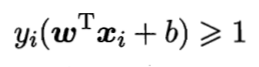 yᵢ(𝒘ᵀ𝒙ᵢ + b) ⩾ 1